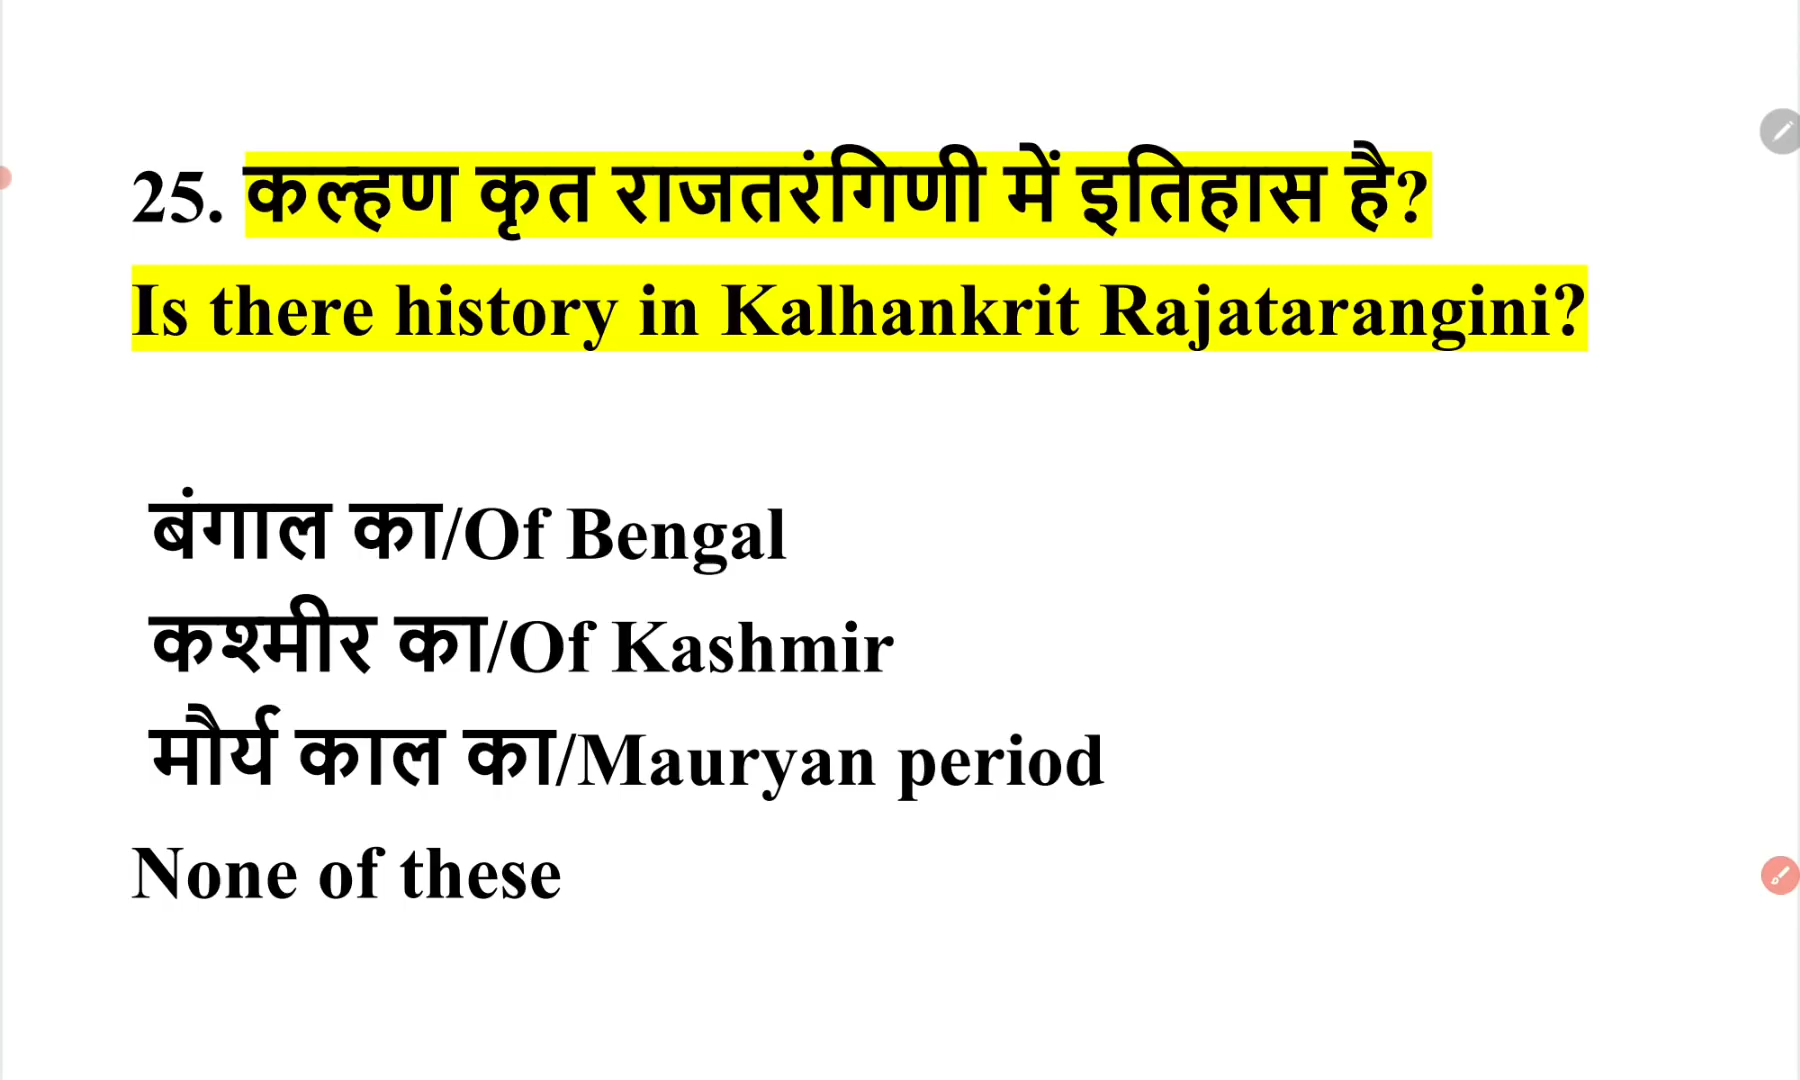 25. कल्हण कृत राजतरंगिणी में इतिहास है?
Is there history in Kalhankrit Rajatarangini?
बंगाल का/Of Bengal
कश्मीर का/Of Kashmir
मौर्य काल का/Mauryan period
None of these